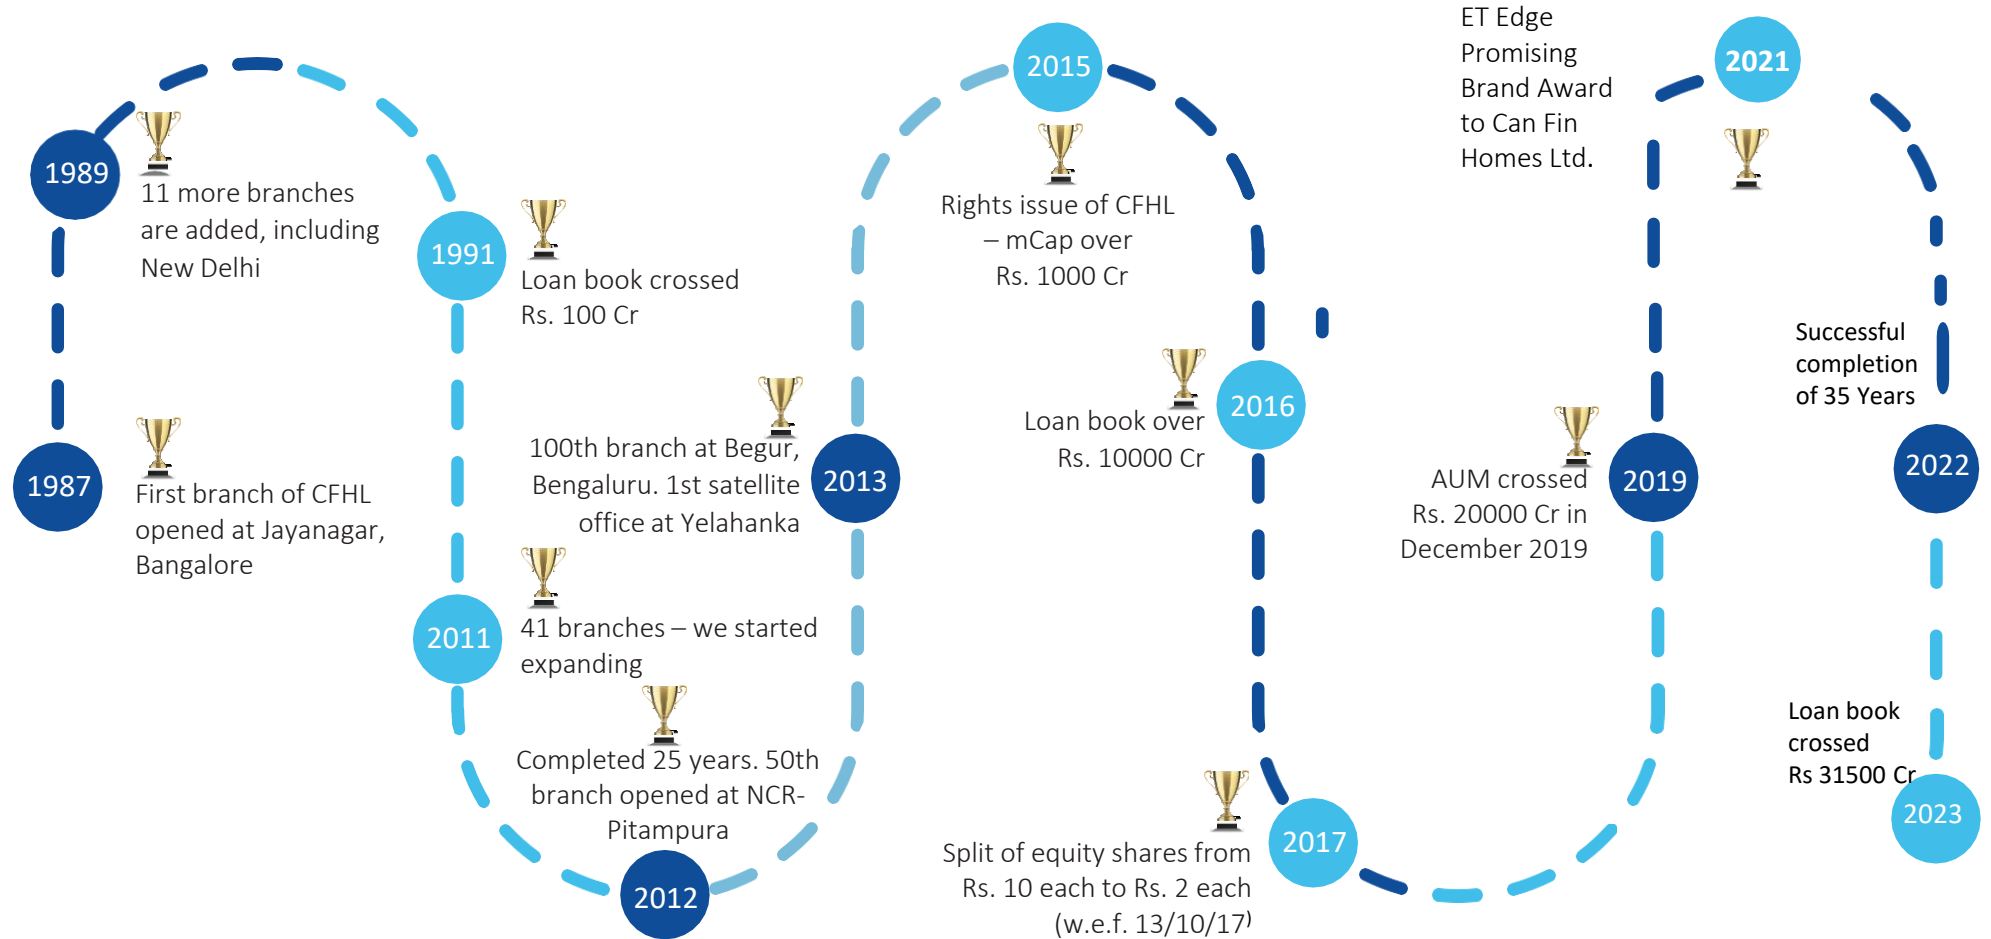 1987
First branch of CFHL
opened at Jayanagar,
Bangalore
1989
11 more branches
are added, including
New Delhi
1991
Loan book crossed
Rs. 100 Cr
2011
41 branches – we started
expanding
Completed 25 years. 50th
branch opened at NCR-
Pitampura
2012
100th branch at Begur,
Bengaluru. 1st satellite
office at Yelahanka
2013
2015
Rights issue of CFHL
– mCap over
Rs. 1000 Cr
2016
Loan book over
Rs. 10000 Cr
2017
Split of equity shares from
Rs. 10 each to Rs. 2 each
(w.e.f. 13/10/17)
2019
AUM crossed
Rs. 20000 Cr in
December 2019
ET Edge
Promising
Brand Award
to Can Fin
Homes Ltd.
2021
Successful
completion
of 35 Years
2022
Loan book
crossed
Rs 31500 Cr
2023